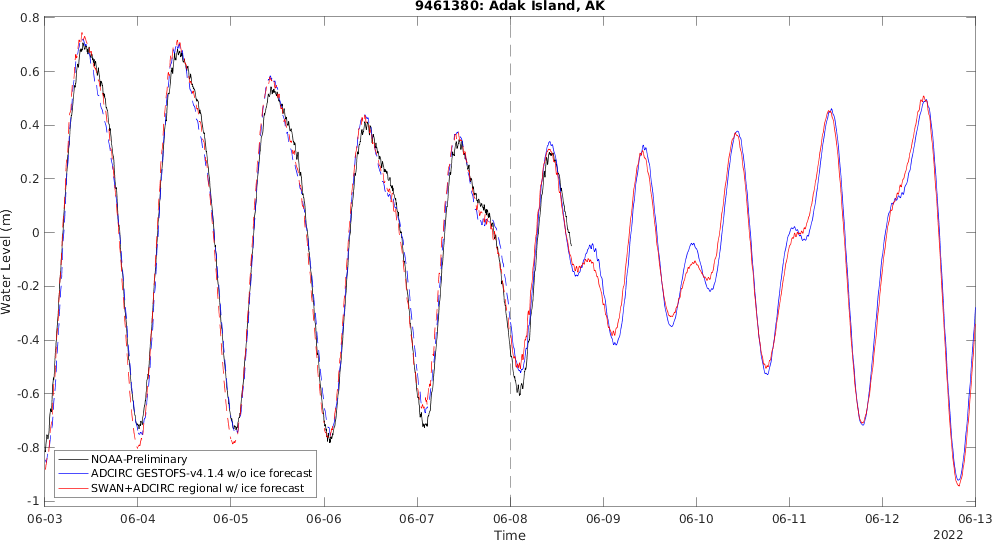 9461380: Adak Island, AK
0.8
0.6
0.4
0.2
0
-0.2
-0.4
-0.6
-0.8
-1
Water Level (m)
NOAA-Preliminary
ADCIRC GESTOFS-v4.1.4 w/o ice forecast
SWAN+ADCIRC regional w/ ice forecast
06-03 06-04 06-05 06-06 06-07 06-08 06-09 06-10 06-11 06-12 06-13
Time
2022